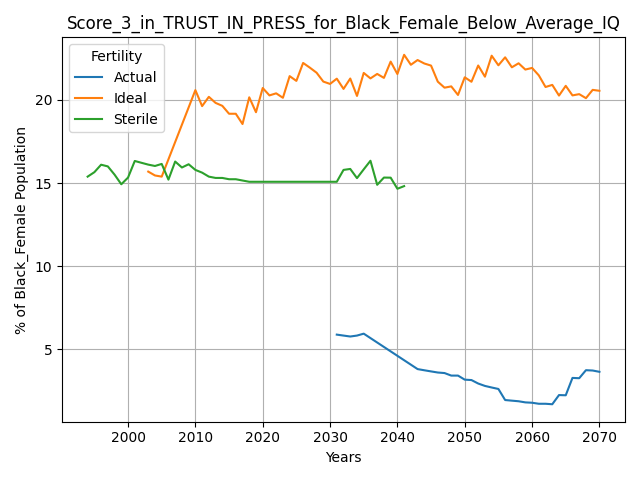 Score_3_in_TRUST_IN_PRESS_for_Black_Female_Below_Average_IQ
Fertility
Actual
Ideal
Sterile
% of Black_Female Population
20
15
10
5
2000 2010 2020 2030 2040 2050 2060 2070
Years